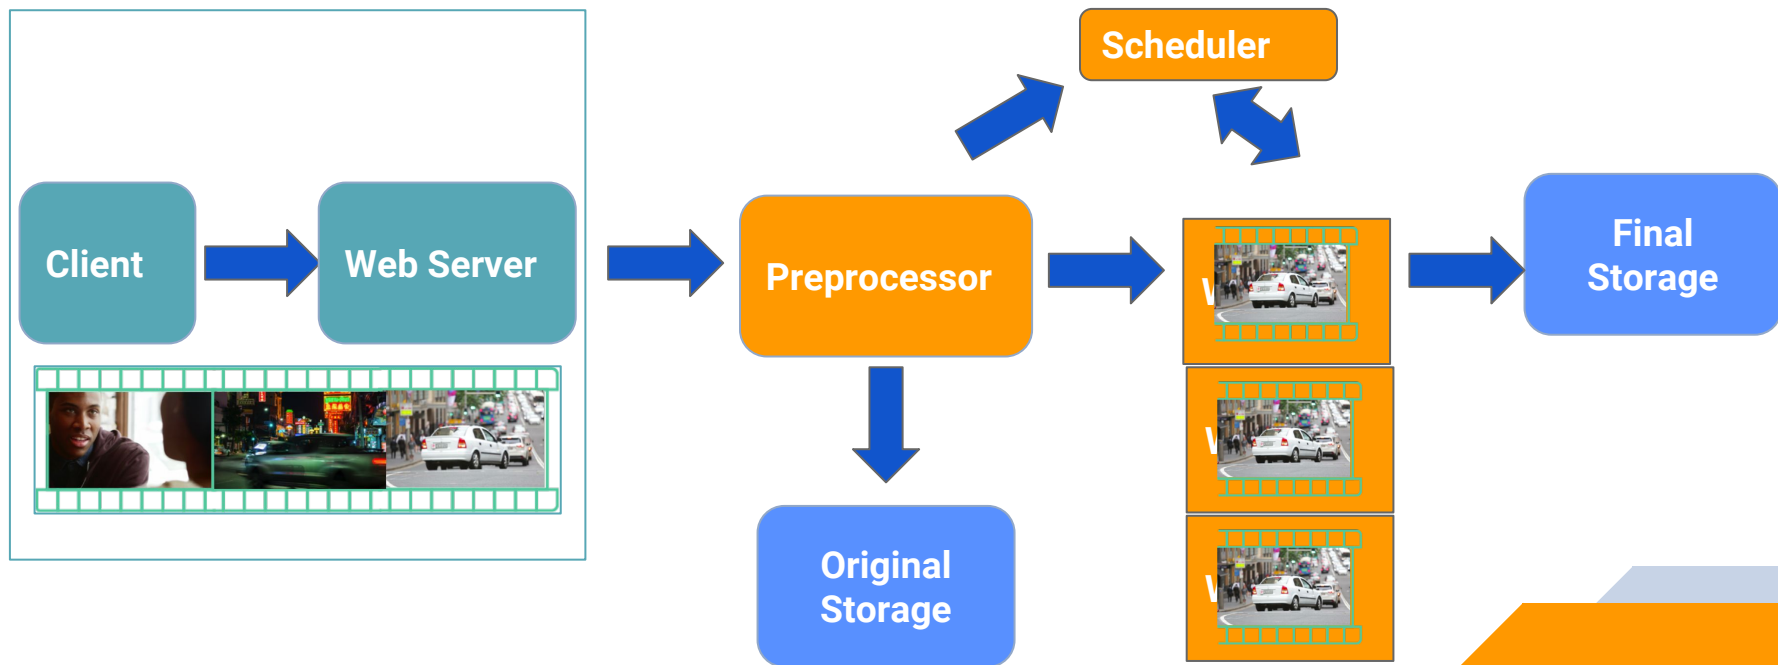 Scheduler
Client
Web Server
Preprocessor
Final
Storage
Original
Storage